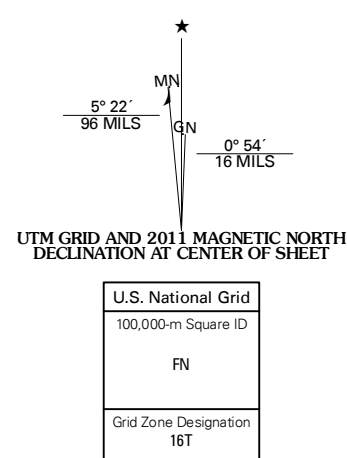 ★
MN
5° 22´
96 MILS
GN
0° 54´
16 MILS
UTM GRID AND 2011 MAGNETIC NORTH
DECLINATION AT CENTER OF SHEET
U.S. National Grid
100,000-m Square ID
FN
Grid Zone Designation
16T